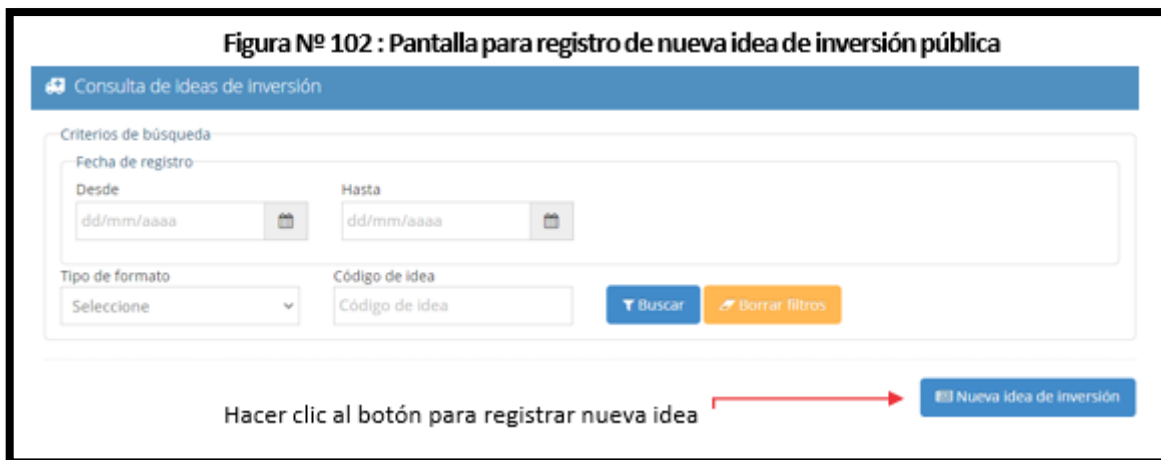 Figura Nº 102 : Pantalla para registro de nueva idea de inversión pública
Consulta de ideas de inversión
Criterios de búsqueda
Fecha de registro
Desde Hasta
dd/mm/aaaa dd/mm/aaaa
Tipo de formato Código de idea
Seleccione Código de idea Buscar Borrar filtros
Nueva idea de inversión
Hacer clic al botón para registrar nueva idea